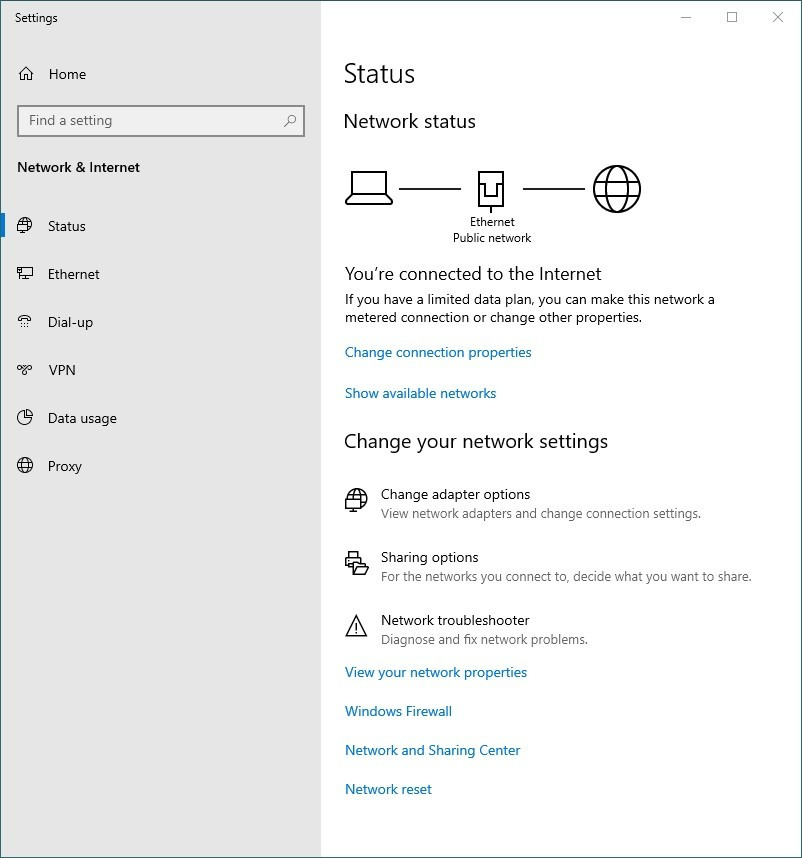 Settings
Home
Find a setting
Network & Internet
Status
Ethernet
Dial-up
VPN
Data usage
Proxy
Status
Network status
Ethernet
Public network
You’re connected to the Internet
If you have a limited data plan, you can make this network a
metered connection or change other properties.
Change connection properties
Show available networks
Change your network settings
Change adapter options
View network adapters and change connection settings.
Sharing options
For the networks you connect to, decide what you want to share.
Network troubleshooter
Diagnose and fix network problems.
View your network properties
Windows Firewall
Network and Sharing Center
Network reset